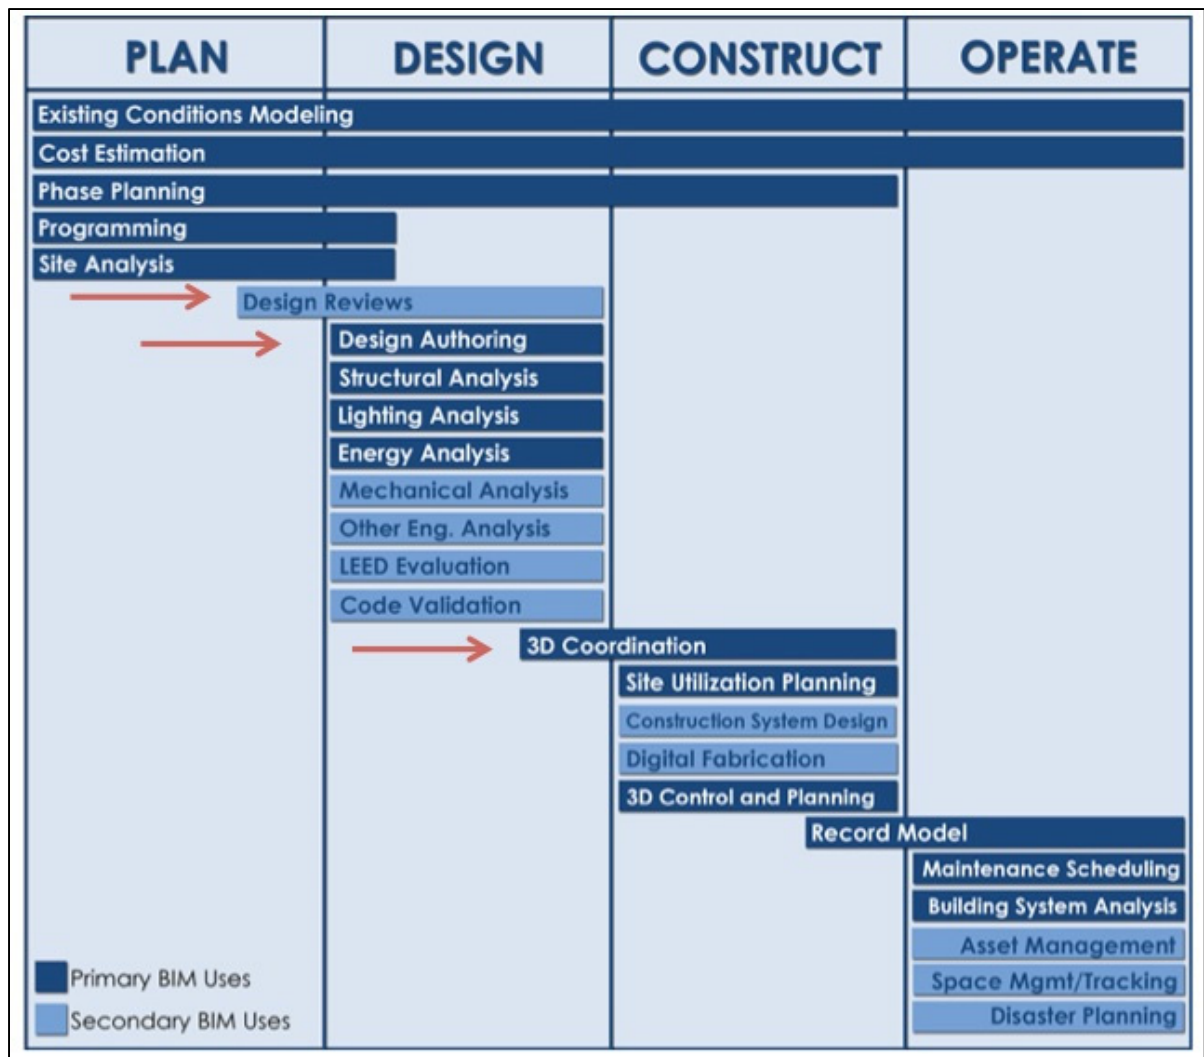 PLAN
DESIGN
CONSTRUCT
OPERATE
Existing Conditions Modeling
Cost Estimation
Phase Planning
Programming
Site Analysis
Design Reviews
Design Authoring
Structural Analysis
Lighting Analysis
Energy Analysis
Mechanical Analysis
Other Eng. Analysis
LEED Evaluation
Code Validation
3D Coordination
Site Utilization Planning
Construction System Design
Digital Fabrication
3D Control and Planning
Record Model
Maintenance Scheduling
Building System Analysis
Asset Management
Space Mgmt/Tracking
Disaster Planning
Primary BIM Uses
Secondary BIM Uses